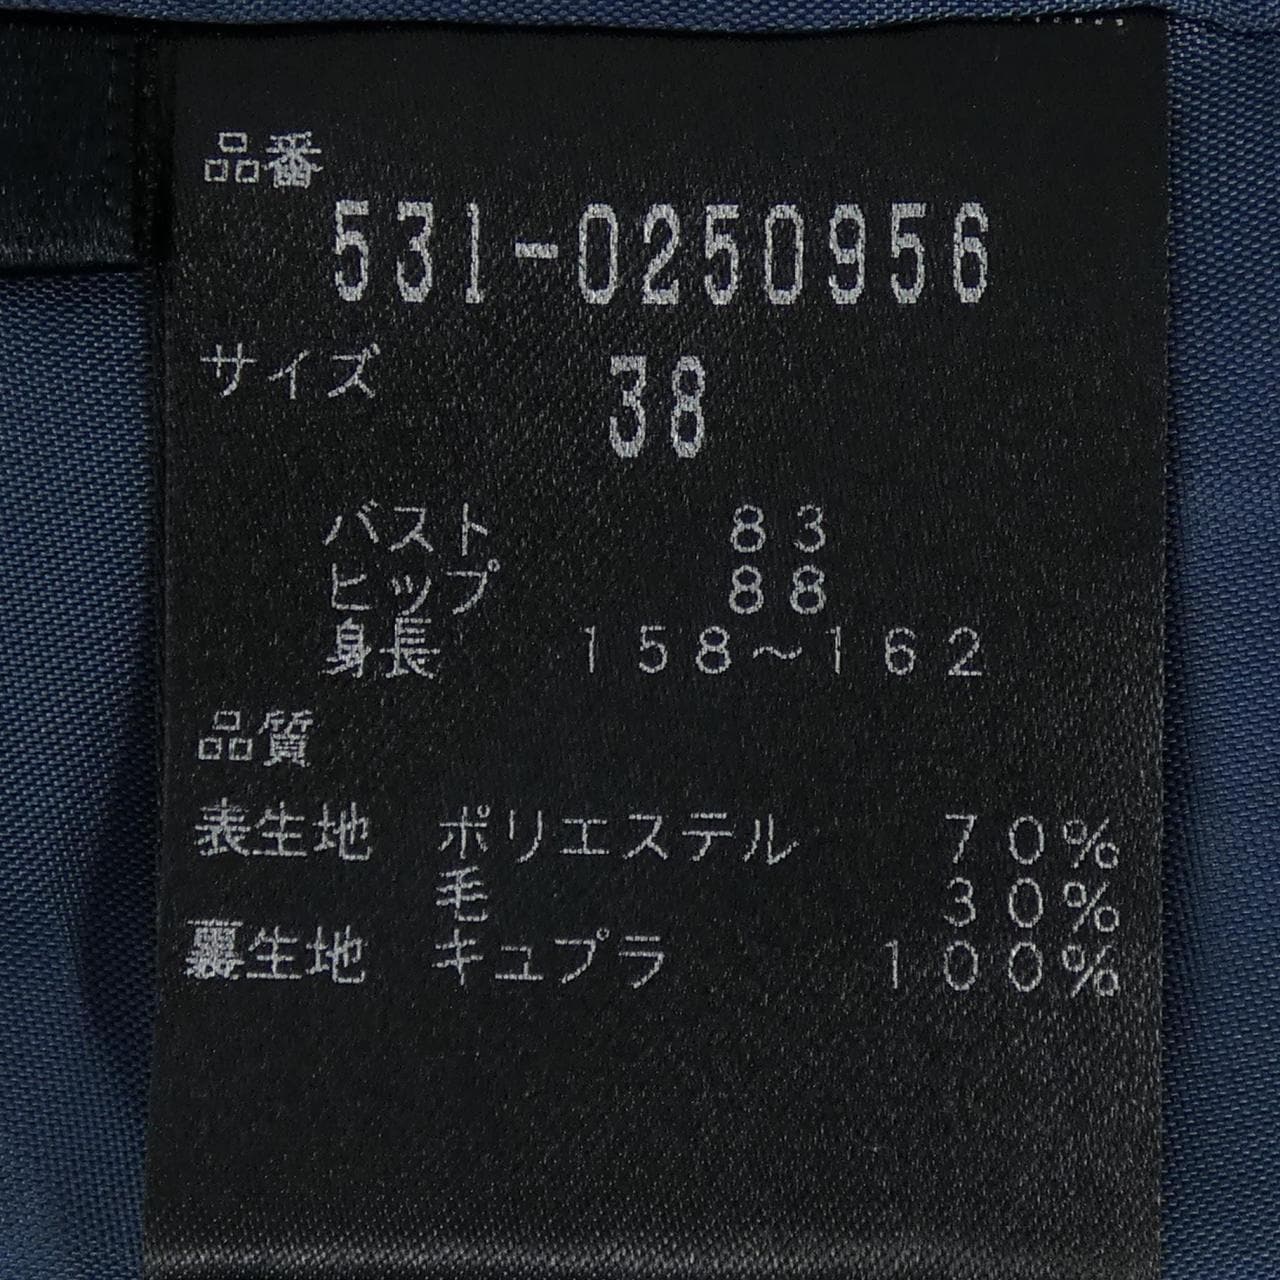 品番
531-0250956
サイズ 38
バスト 83
ヒップ 88
身長 158～162
品質
表生地 ポリエステル 70%
毛 30%
裏生地 キュプラ 100%